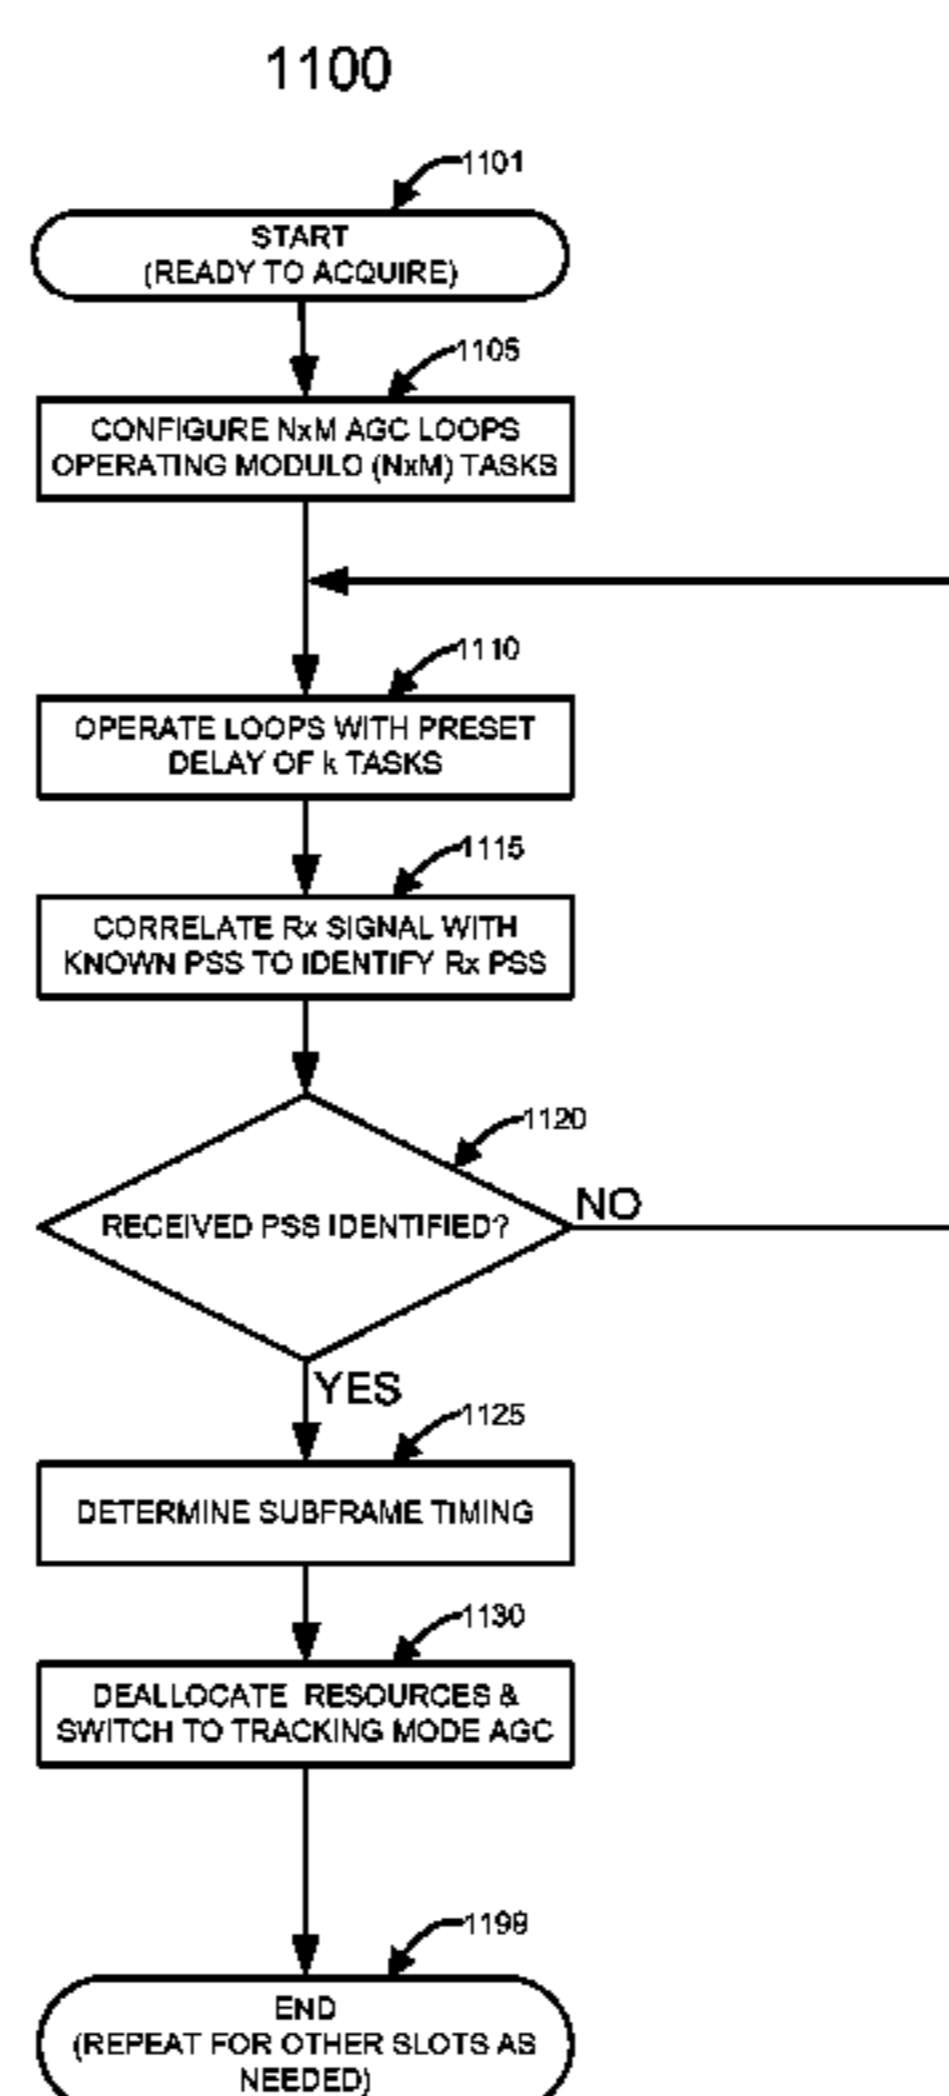 1100
1101
START
(READY TO ACQUIRE)
1105
CONFIGURE NxM AGC LOOPS
OPERATING MODULO (NxM) TASKS
1110
OPERATE LOOPS WITH PRESET
DELAY OF k TASKS
1115
CORRELATE Rx SIGNAL WITH
KNOWN PSS TO IDENTIFY Rx PSS
1120
RECEIVED PSS IDENTIFIED?
NO
YES
1125
DETERMINE SUBFRAME TIMING
1130
DEALLOCATE RESOURCES &
SWITCH TO TRACKING MODE AGC
1198
END
(REPEAT FOR OTHER SLOTS AS
NEEDED)